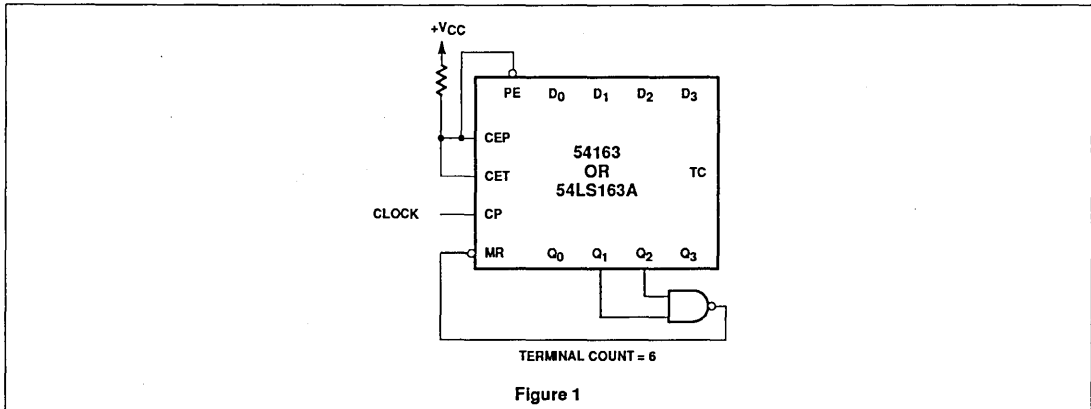 +VCC
PE D0 D1 D2 D3
CEP
54163
OR
54LS163A
CET
TC
CLOCK
CP
MR Q0 Q1 Q2 Q3
TERMINAL COUNT = 6
Figure 1